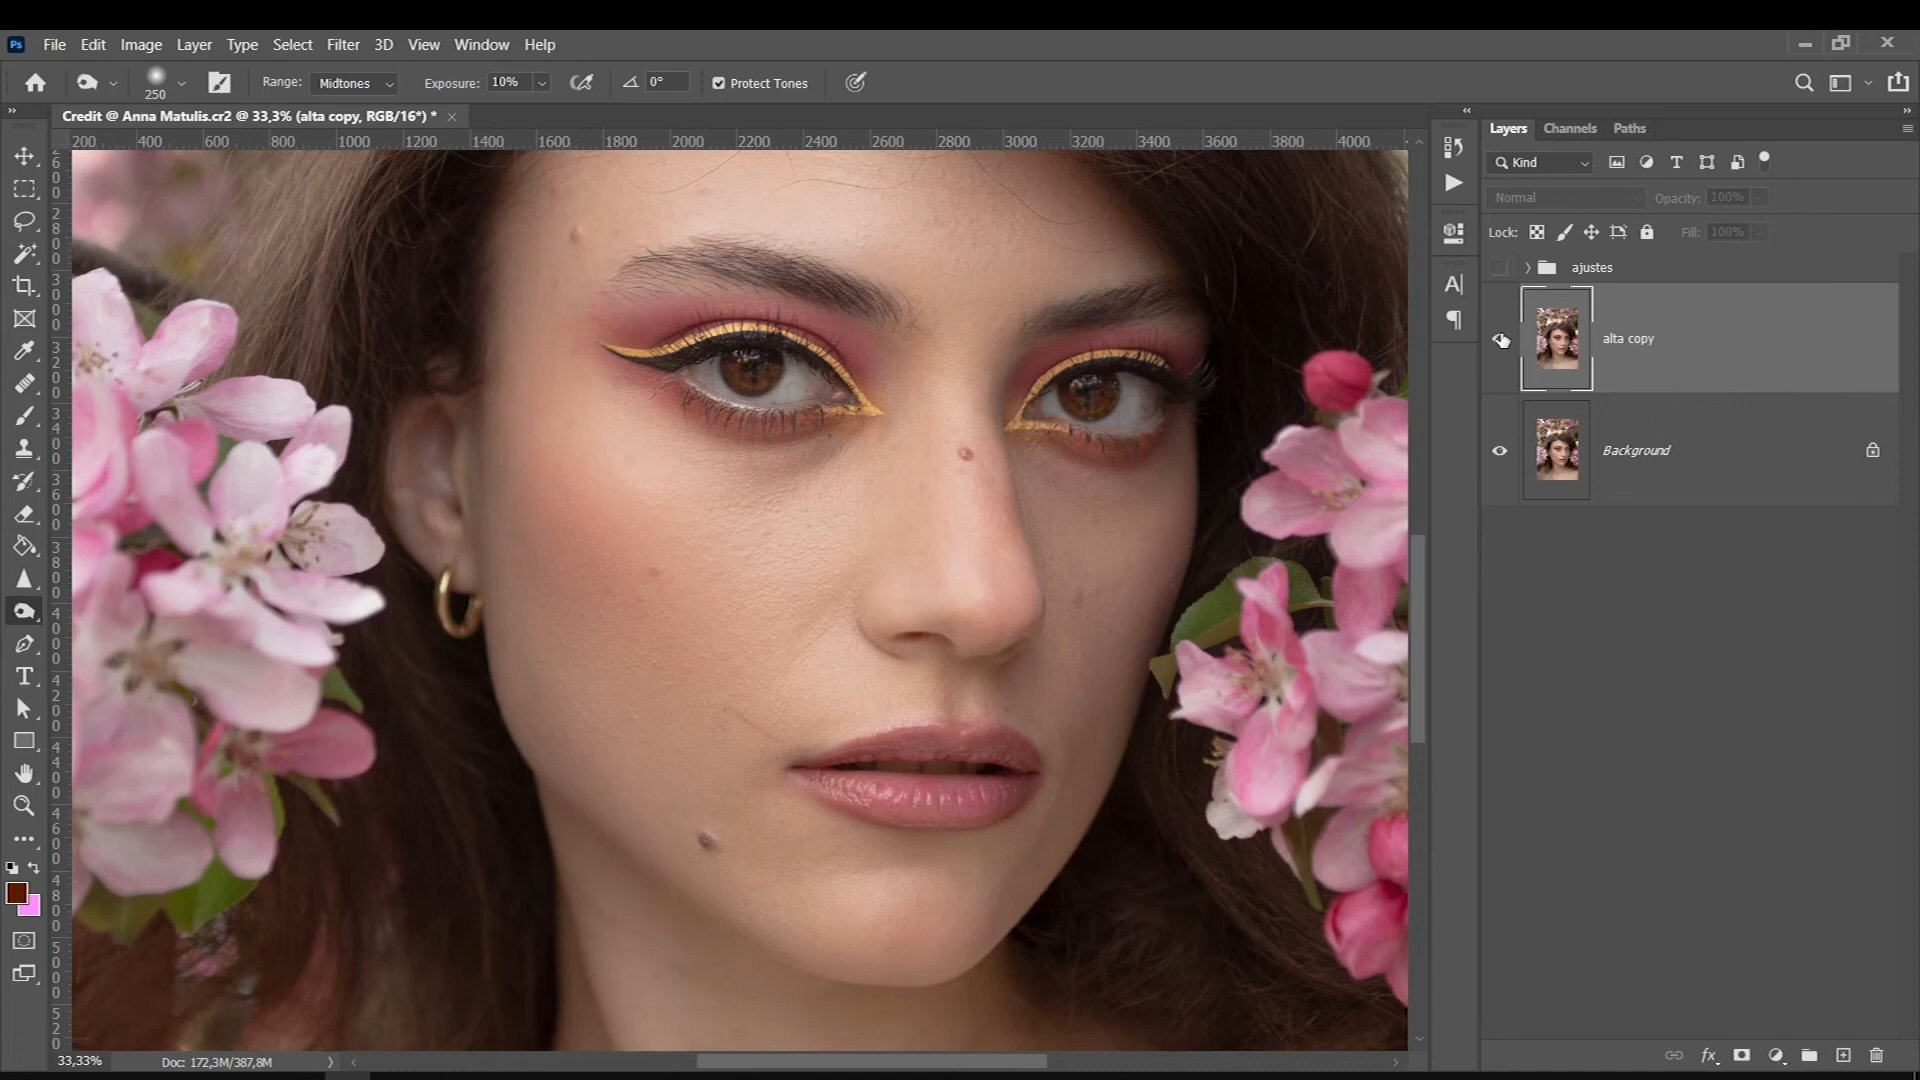 Ps File Edit Image Layer Type Select Filter 3D View Window Help
250 Range: Midtones Exposure: 10% 0° Protect Tones
Credit @ Anna Matulis.cr2 @ 33,3% (alta copy, RGB/16*) *
200 400 600 800 1000 1200 1400 1600 1800 2000 2200 2400 2600 2800 3000 3200 3400 3600 3800 4000
Layers Channels Paths
Kind
Normal Opacity: 100%
Lock: Fill: 100%
ajustes
alta copy
Background
33,33% Doc: 172,3M/387,8M